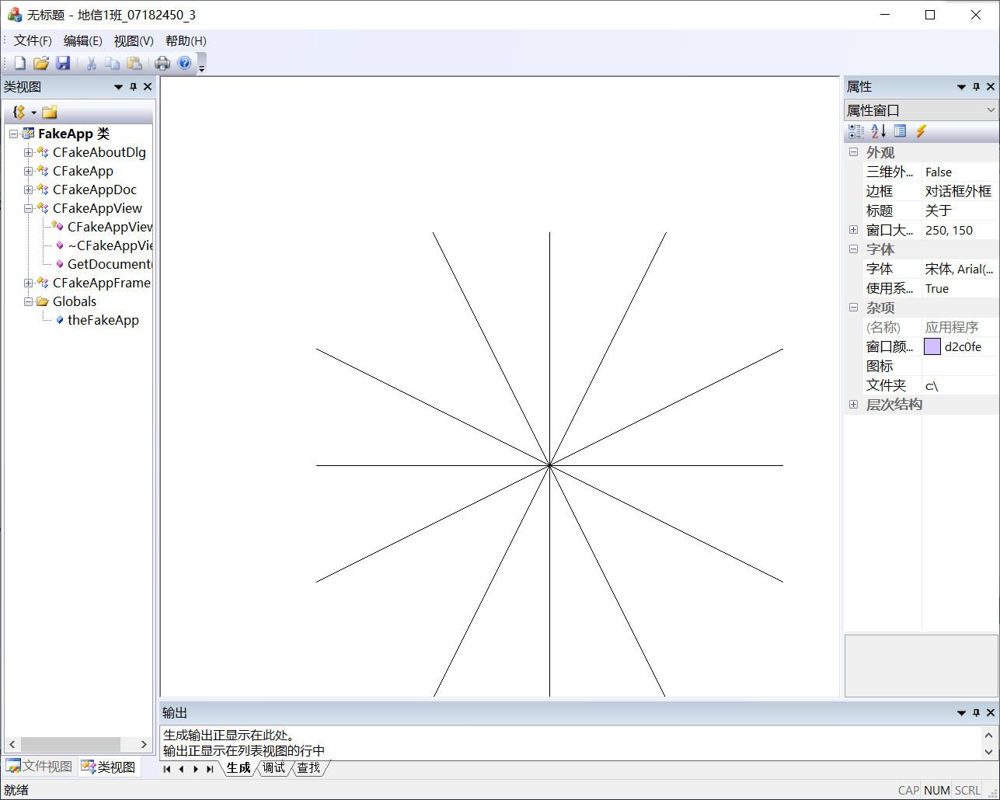 无标题 - 地信1班_07182450_3
文件(F) 编辑(E) 视图(V) 帮助(H)
类视图
FakeApp 类
CFakeAboutDlg
CFakeApp
CFakeAppDoc
CFakeAppView
CFakeAppView
~CFakeAppVie
GetDocument(
CFakeAppFrame
Globals
theFakeApp
文件视图 类视图
属性
属性窗口
外观
三维外... False
边框 对话框外框
标题 关于
窗口大... 250, 150
字体
字体 宋体, Arial(...
使用系... True
杂项
(名称) 应用程序
窗口颜... d2c0fe
图标
文件夹 c:\
层次结构
输出
生成输出正显示在此处。
输出正显示在列表视图的行中
生成 调试 查找
就绪
CAP NUM SCRL